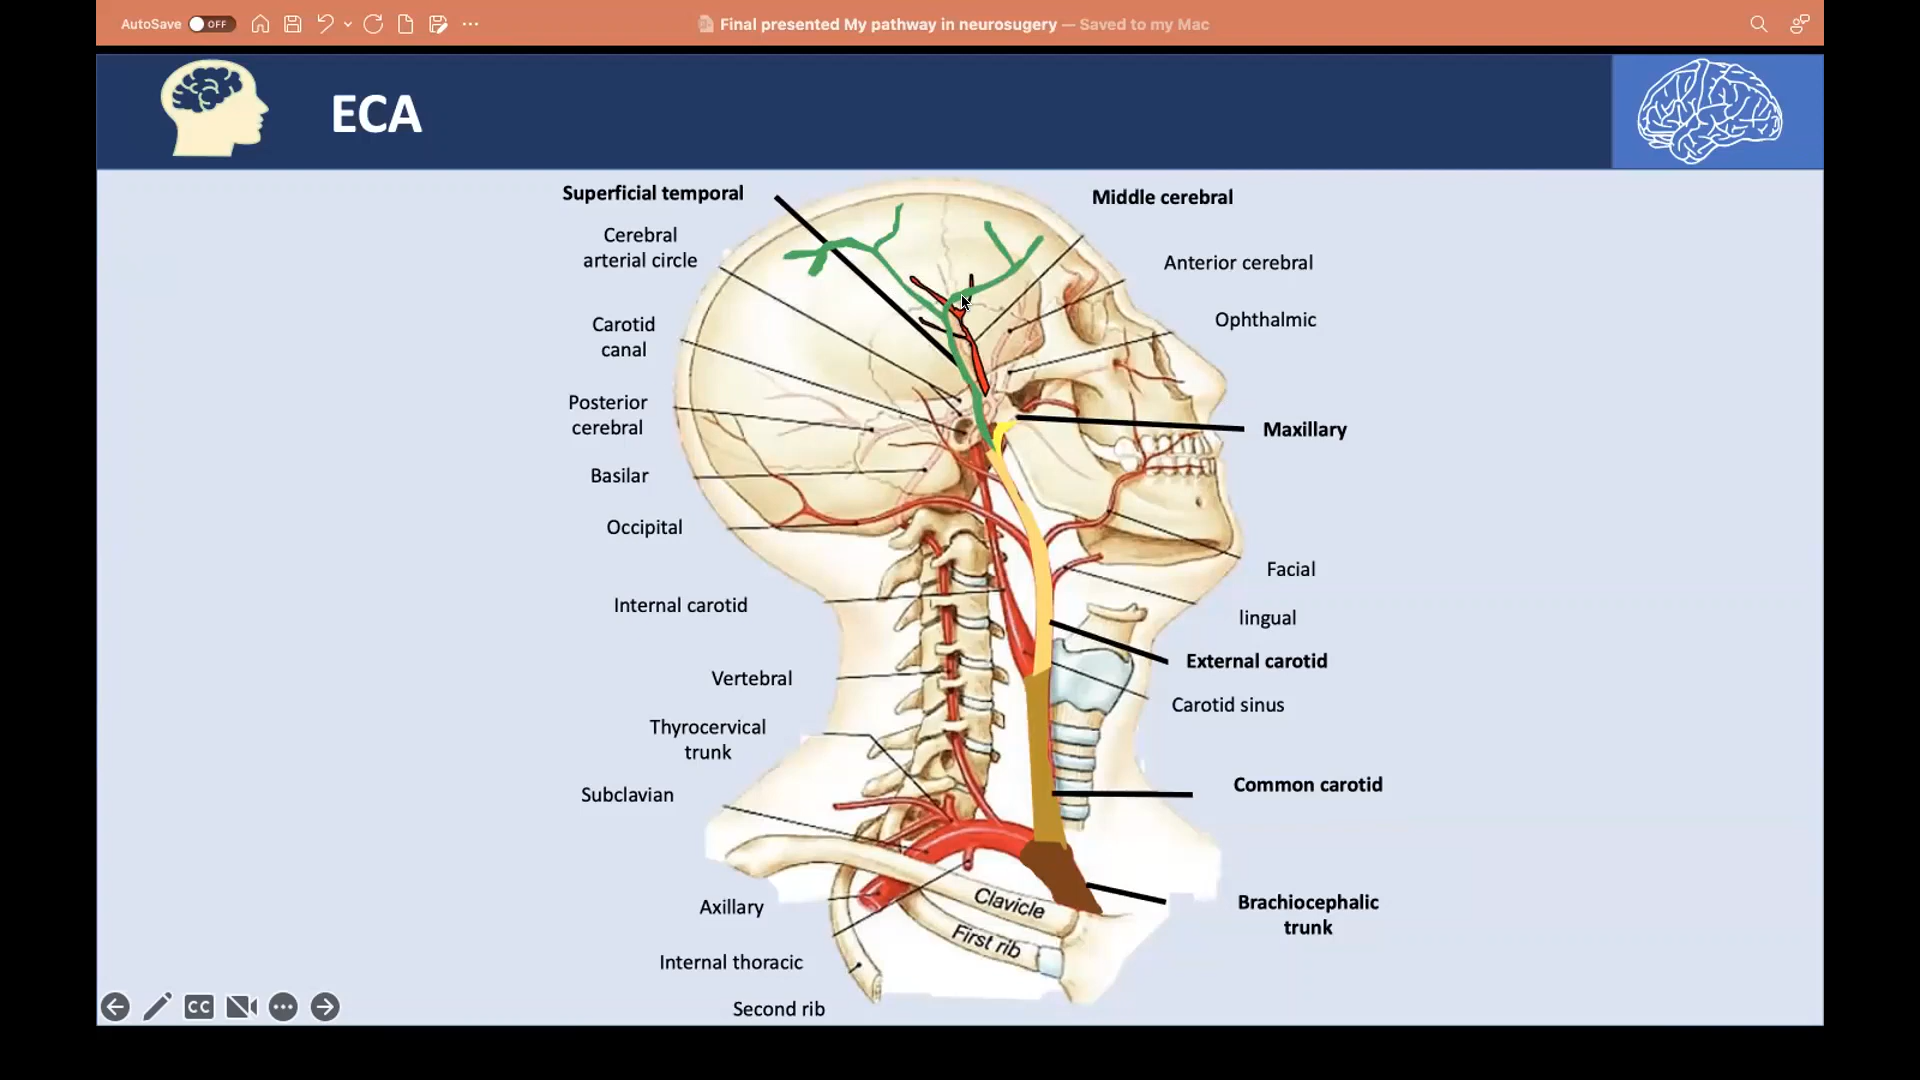 AutoSave OFF
Final presented My pathway in neurosugery — Saved to my Mac
ECA
Superficial temporal
Cerebral
arterial circle
Carotid
canal
Posterior
cerebral
Basilar
Occipital
Internal carotid
Vertebral
Thyrocervical
trunk
Subclavian
Axillary
Internal thoracic
Second rib
Middle cerebral
Anterior cerebral
Ophthalmic
Maxillary
Facial
lingual
External carotid
Carotid sinus
Common carotid
Brachiocephalic
trunk
Clavicle
First rib
CC